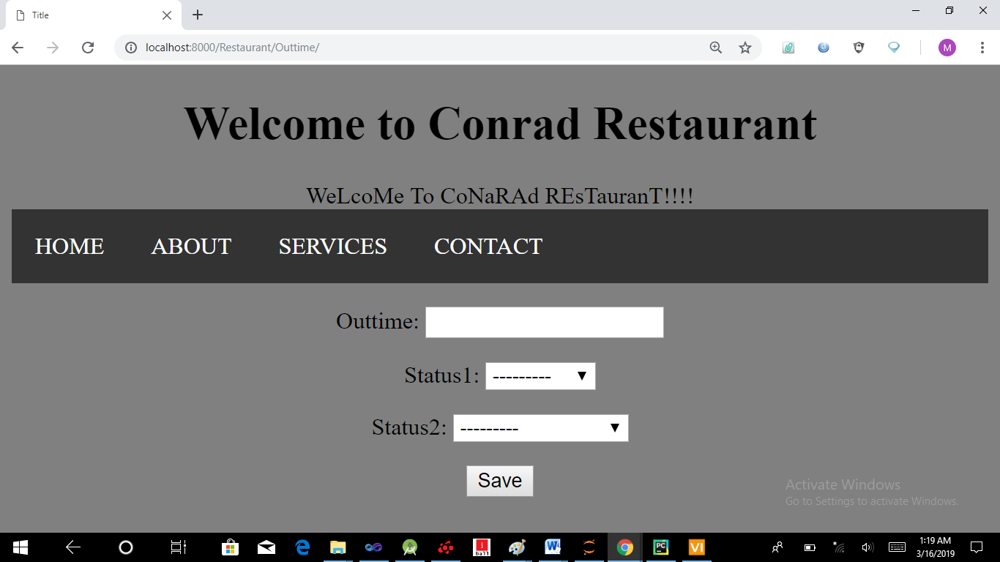 Title
localhost:8000/Restaurant/Outtime/
M
Welcome to Conrad Restaurant
WeLcoMe To CoNaRAd REsTauranT!!!!
HOME ABOUT SERVICES CONTACT
Outtime:
Status1: ---------
Status2: ---------
Save
Activate Windows
Go to Settings to activate Windows.
i
ball
W
PC
VI
1:19 AM
3/16/2019